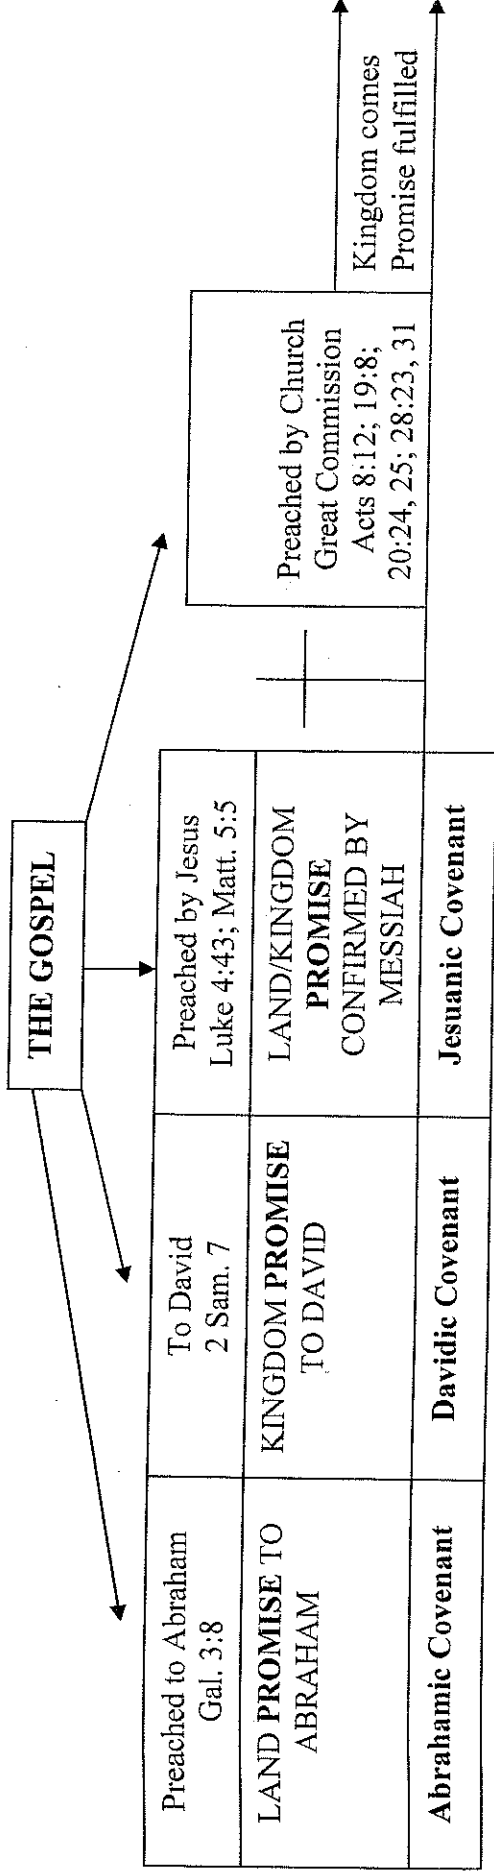 THE GOSPEL
Preached to Abraham
Gal. 3:8
To David
2 Sam. 7
Preached by Jesus
Luke 4:43; Matt. 5:5
LAND PROMISE TO
ABRAHAM
KINGDOM PROMISE
TO DAVID
LAND/KINGDOM
PROMISE
CONFIRMED BY
MESSIAH
Abrahamic Covenant
Davidic Covenant
Jesuanic Covenant
Preached by Church
Great Commission
Acts 8:12; 19:8;
20:24, 25; 28:23, 31
Kingdom comes
Promise fulfilled